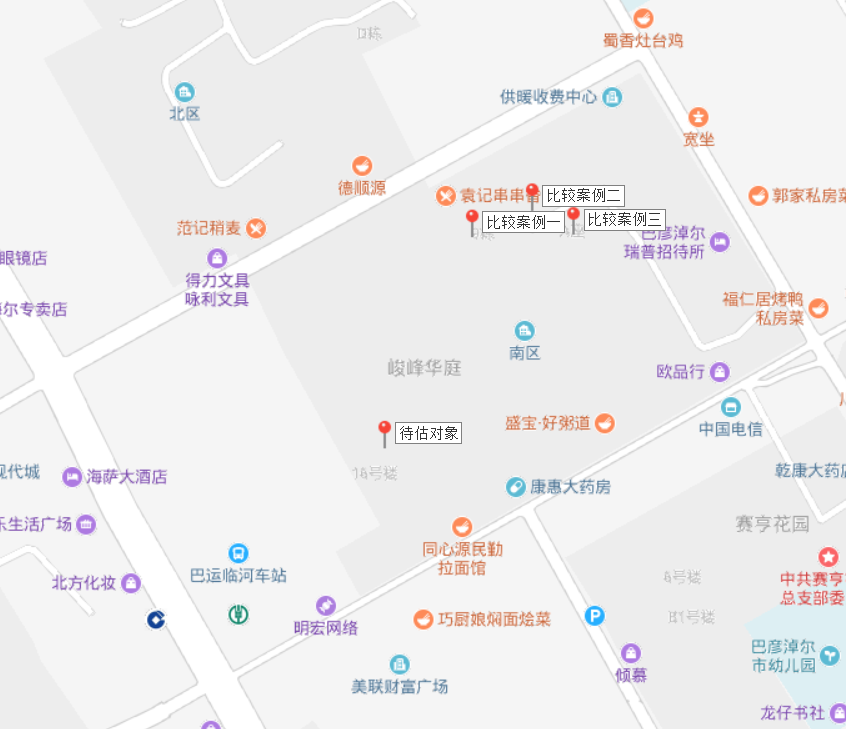 D栋
蜀香灶台鸡
北区
供暖收费中心
宽坐
德顺源
袁记串串香
比较案例二
郭家私房菜
比较案例一
比较案例三
范记稍麦
巴彦淖尔
瑞普招待所
眼镜店
得力文具
咏利文具
尔专卖店
福仁居烤鸭
私房菜
南区
峻峰华庭
欧品行
盛宝·好粥道
中国电信
待估对象
现代城
海萨大酒店
18号楼
康惠大药房
乾康大药店
乐生活广场
赛亨花园
同心源民勤
拉面馆
巴运临河车站
北方化妆
A号楼
中共赛亨
总支部委
明宏网络
巧厨娘焖面烩菜
P
B1号楼
巴彦淖尔
市幼儿园
倾慕
美联财富广场
龙仔书社